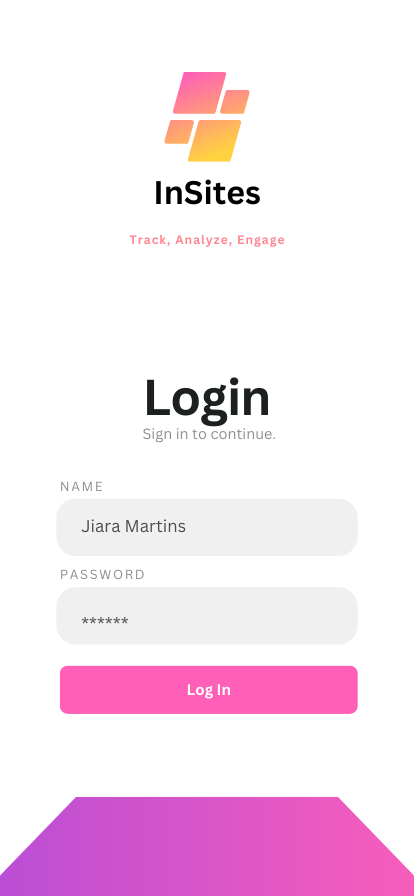 InSites
Track, Analyze, Engage
Login
Sign in to continue.
NAME
Jiara Martins
PASSWORD
******
Log In